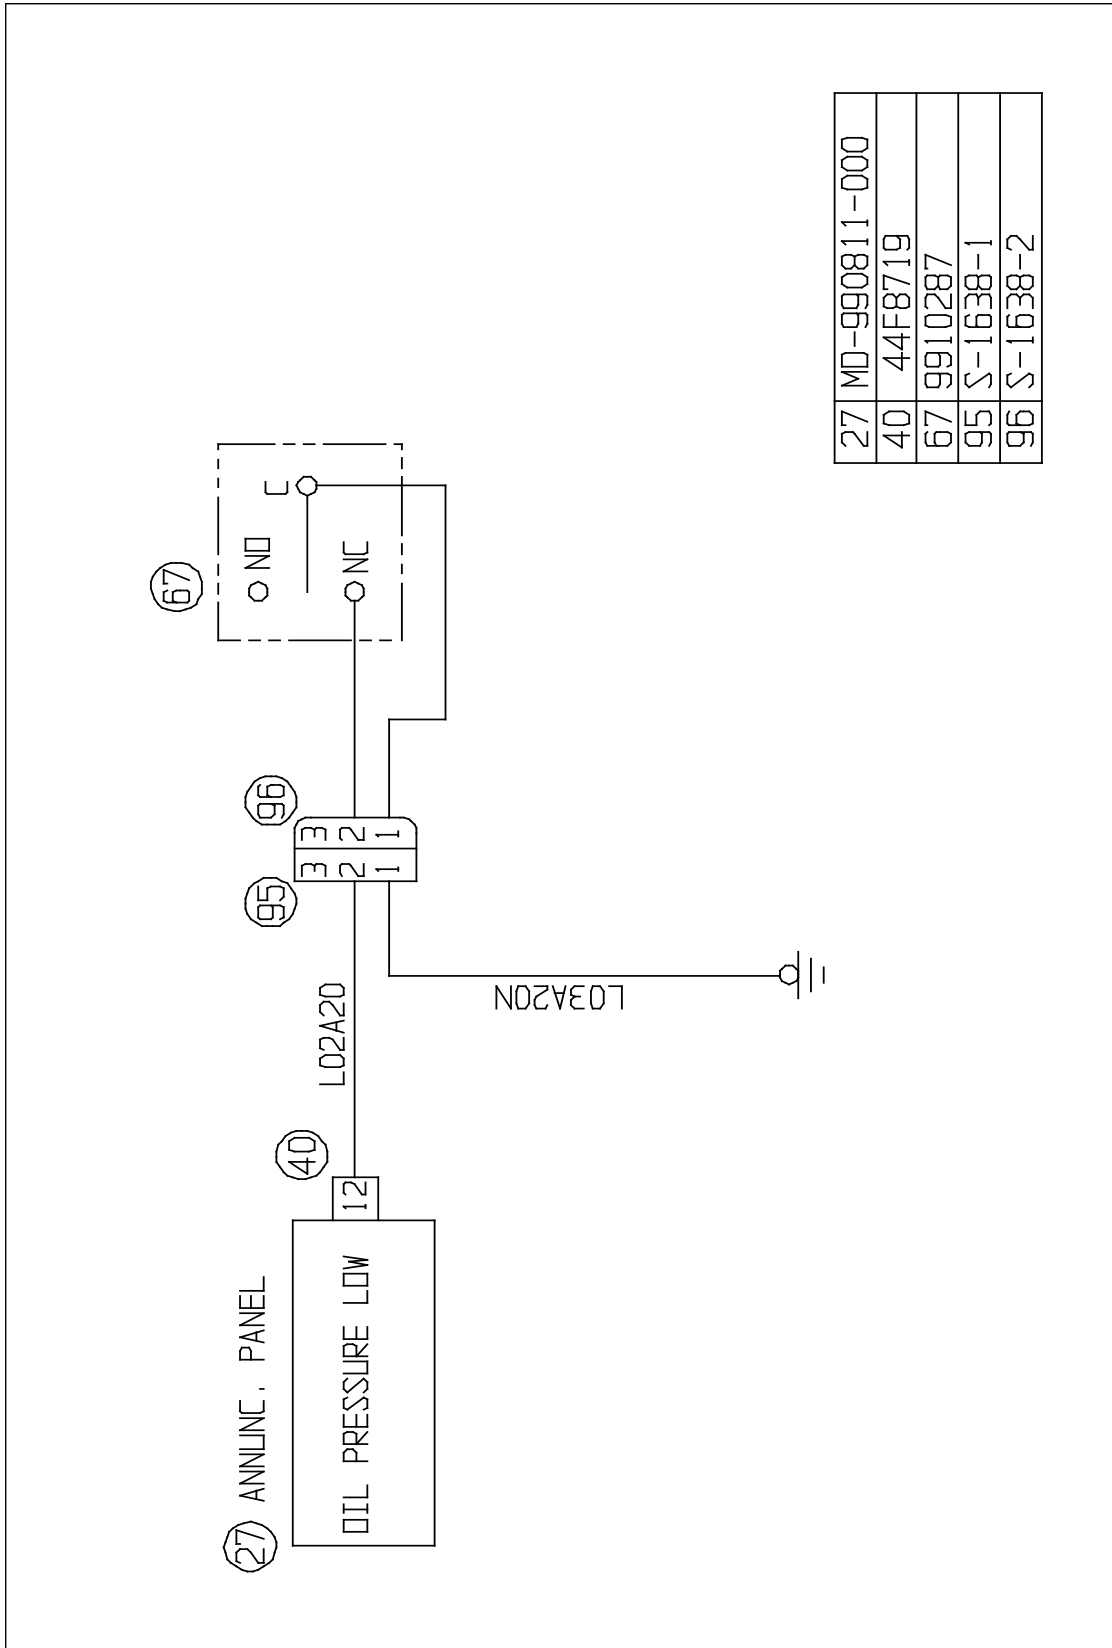 27 ANNUNC. PANEL
OIL PRESSURE LOW
12
40
L02A20
L03A20N
95
96
3 3
2 2
1 1
67
NO
C
NC
27 MD-990811-000
40 44F8719
67 9910287
95 S-1638-1
96 S-1638-2